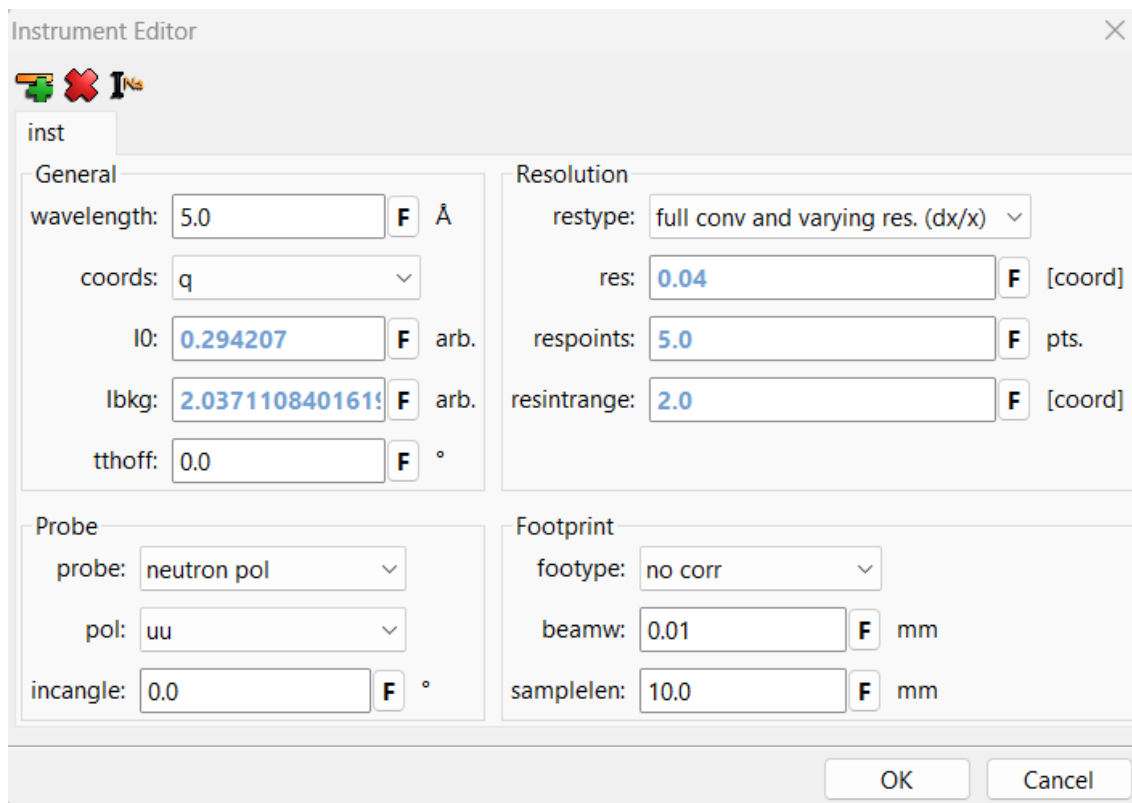 Instrument Editor
INa
inst
General
wavelength: 5.0 F Å
coords: q
I0: 0.294207 F arb.
Ibkg: 2.0371108401619 F arb.
tthoff: 0.0 F °
Resolution
restype: full conv and varying res. (dx/x)
res: 0.04 F [coord]
respoints: 5.0 F pts.
resintrange: 2.0 F [coord]
Probe
probe: neutron pol
pol: uu
incangle: 0.0 F °
Footprint
footype: no corr
beamw: 0.01 F mm
samplelen: 10.0 F mm
OK Cancel